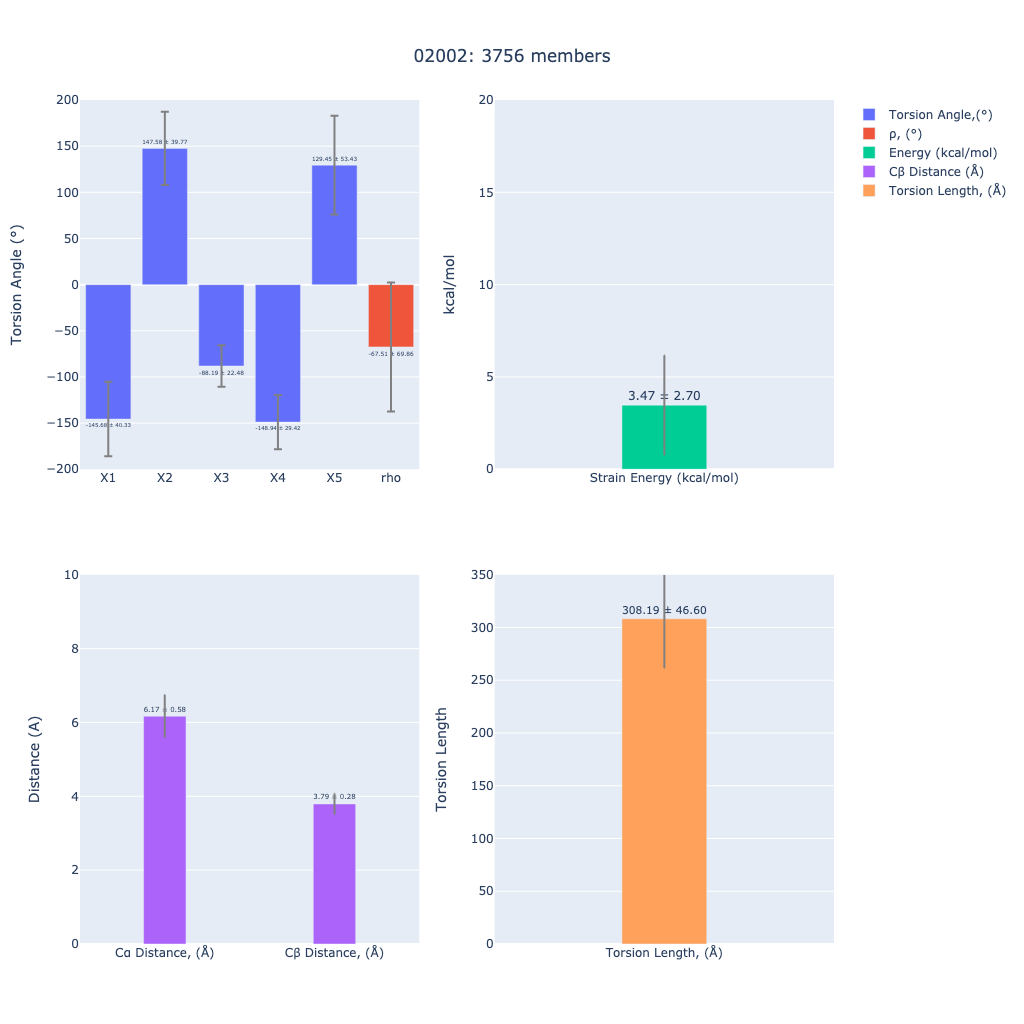 02002: 3756 members
Torsion Angle (°)
200
150
100
50
0
−50
−100
−150
−200
-145.68 ± 40.33
147.58 ± 39.77
-88.19 ± 22.48
-148.94 ± 29.42
129.45 ± 53.43
-67.51 ± 69.86
X1 X2 X3 X4 X5 rho
kcal/mol
20
15
10
5
0
3.47 ± 2.70
Strain Energy (kcal/mol)
Torsion Angle,(°)
ρ, (°)
Energy (kcal/mol)
Cβ Distance (Å)
Torsion Length, (Å)
Distance (A)
10
8
6
4
2
0
6.17 ± 0.58
3.79 ± 0.28
Cα Distance, (Å) Cβ Distance, (Å)
Torsion Length
350
300
250
200
150
100
50
0
308.19 ± 46.60
Torsion Length, (Å)